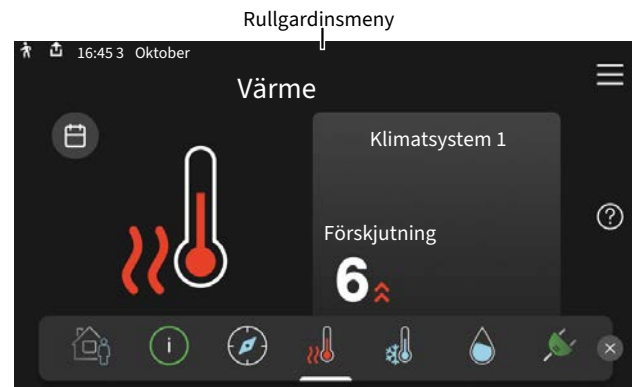 Rullgardinsmeny
16:45 3 Oktober
Värme
Klimatsystem 1
Förskjutning
6